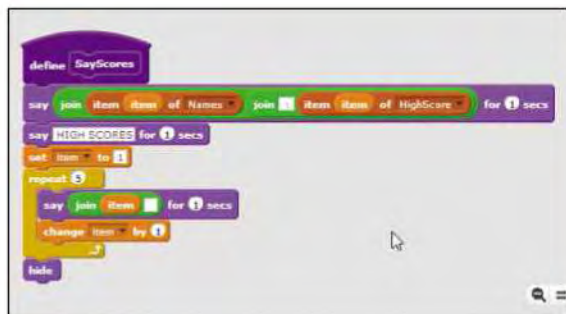 define SayScores
say join item item of Names join : item item of HighScore for 1 secs
say HIGH SCORES for 1 secs
set item to 1
repeat 5
say join item for 1 secs
change item by 1
hide